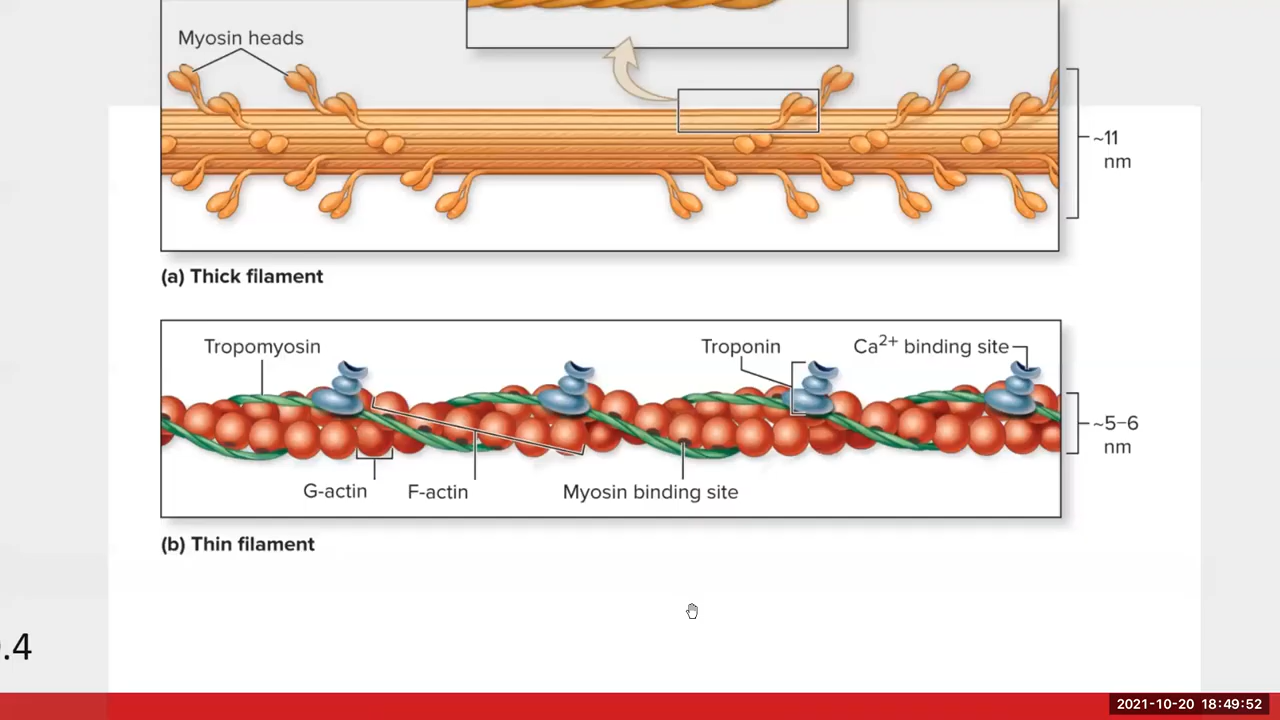 Myosin heads
~11
nm
(a) Thick filament
Tropomyosin
Troponin
Ca2+ binding site
~5–6
nm
G-actin
F-actin
Myosin binding site
(b) Thin filament
.4
2021-10-20 18:49:52